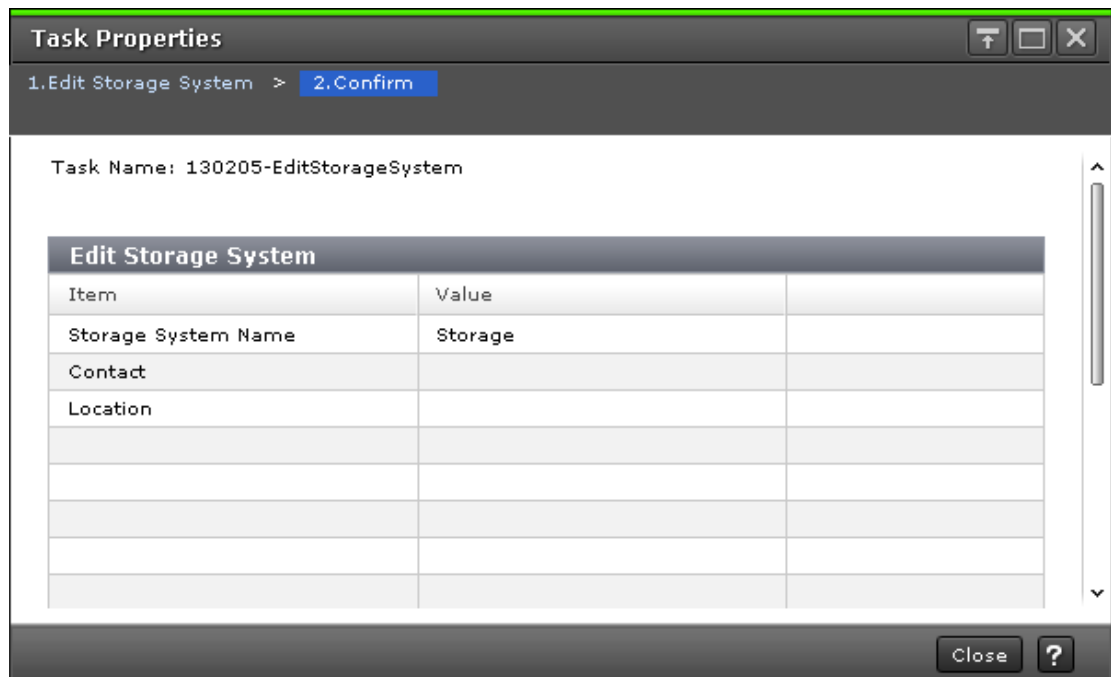 Task Properties
1.Edit Storage System > 2.Confirm
Task Name: 130205-EditStorageSystem
Edit Storage System
Item Value
Storage System Name Storage
Contact
Location
Close ?